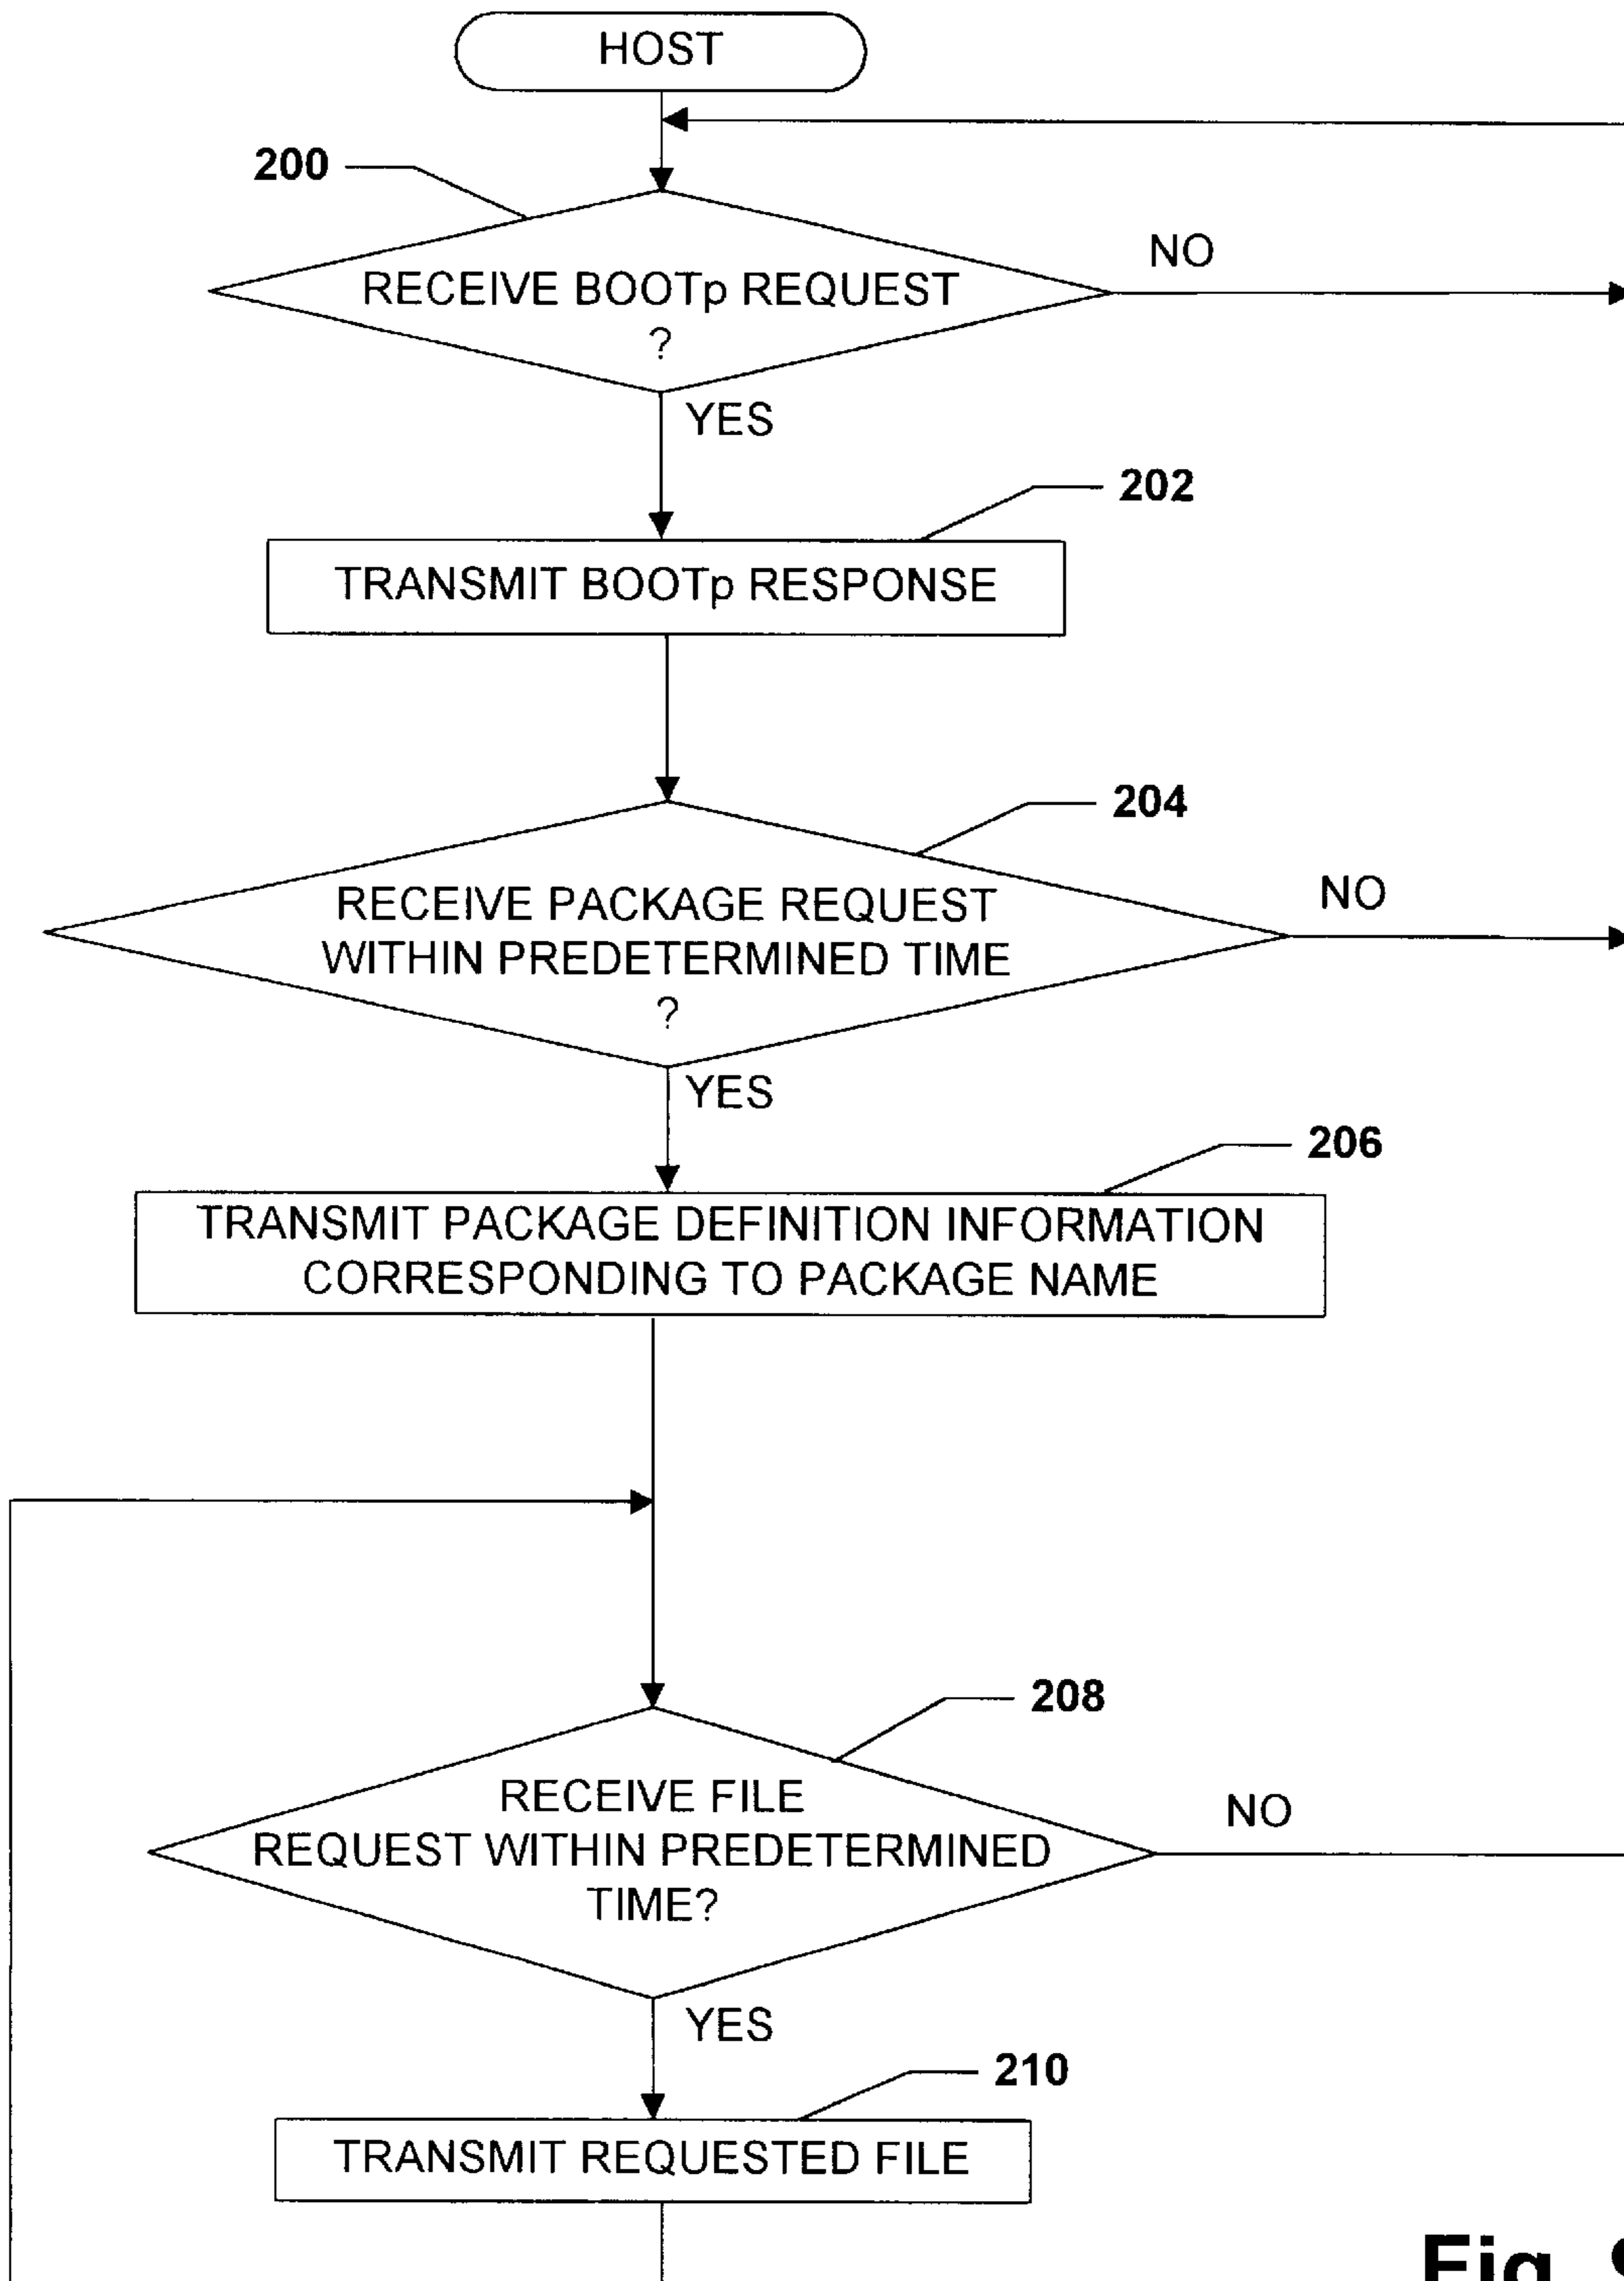 HOST
200
RECEIVE BOOTp REQUEST
?
NO
YES
202
TRANSMIT BOOTp RESPONSE
204
RECEIVE PACKAGE REQUEST
WITHIN PREDETERMINED TIME
?
NO
YES
206
TRANSMIT PACKAGE DEFINITION INFORMATION
CORRESPONDING TO PACKAGE NAME
208
RECEIVE FILE
REQUEST WITHIN PREDETERMINED
TIME?
NO
YES
210
TRANSMIT REQUESTED FILE
Fig.